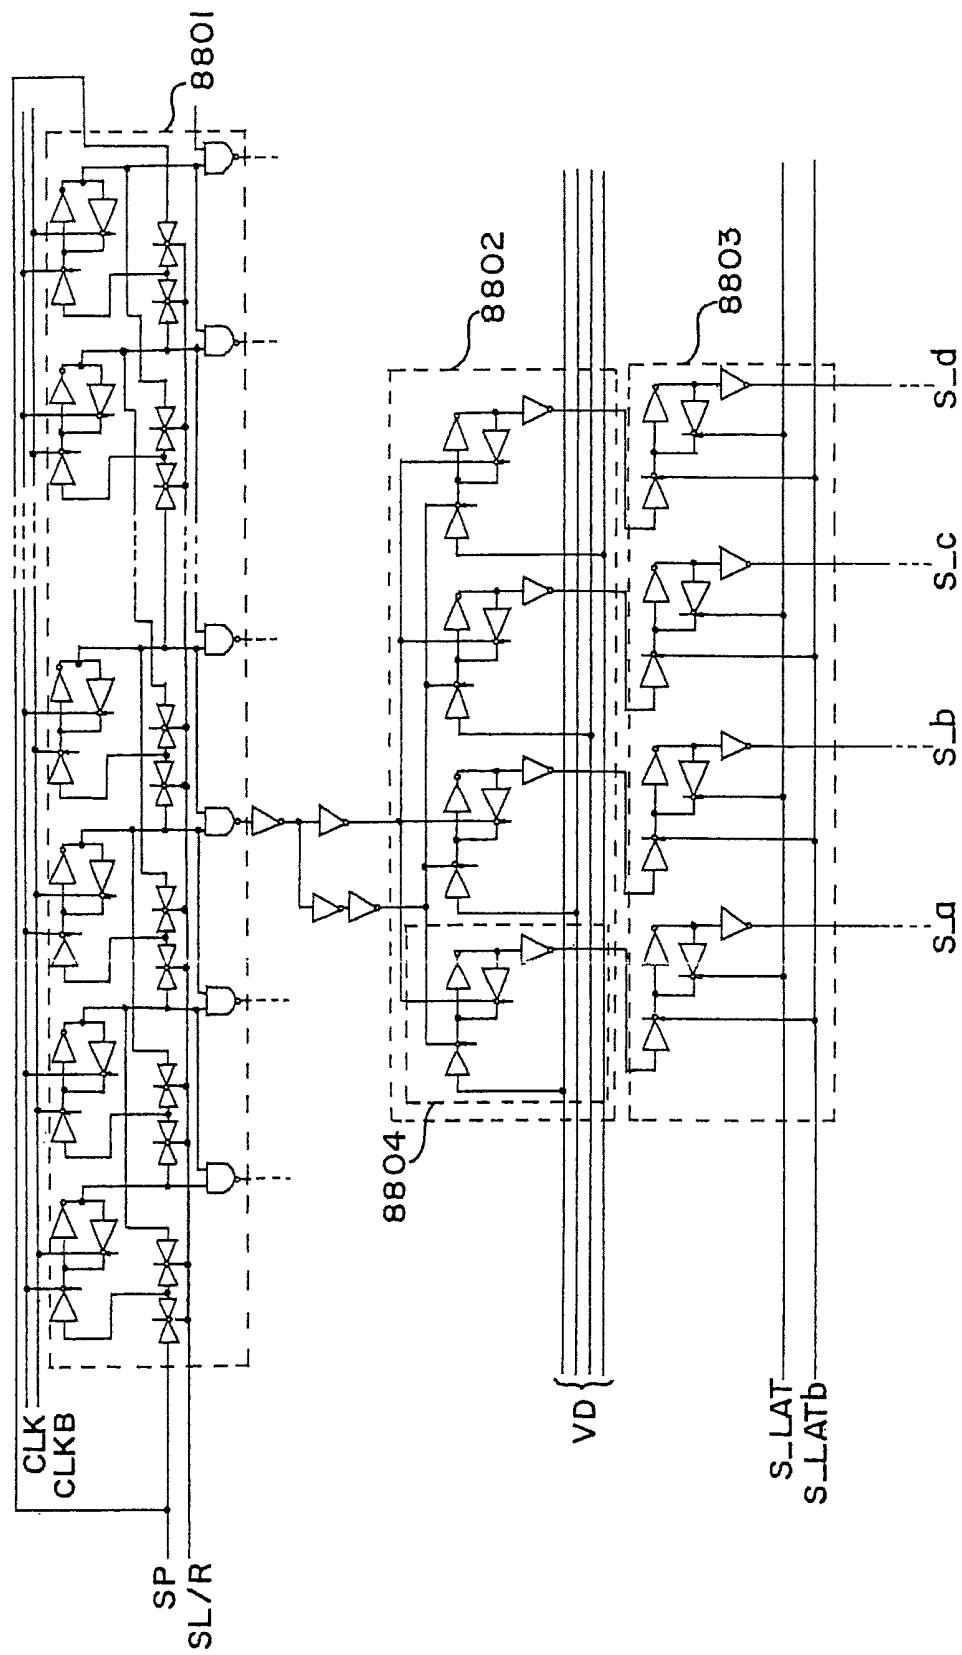 CLK
CLKB
SP
SL/R
8801
8802
8803
8804
VD
S_LAT
S_LATb
S_a
S_b
S_c
S_d